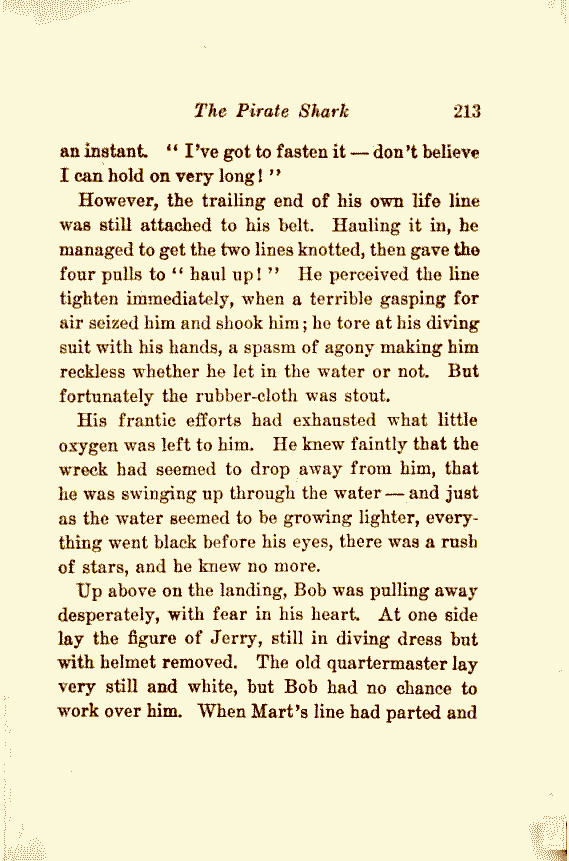 The Pirate Shark 213
an instant. “ I’ve got to fasten it — don’t believe
I can hold on very long! ”
However, the trailing end of his own life line
was still attached to his belt. Hauling it in, he
managed to get the two lines knotted, then gave the
four pulls to “ haul up! ” He perceived the line
tighten immediately, when a terrible gasping for
air seized him and shook him; he tore at his diving
suit with his hands, a spasm of agony making him
reckless whether he let in the water or not. But
fortunately the rubber-cloth was stout.
His frantic efforts had exhausted what little
oxygen was left to him. He knew faintly that the
wreck had seemed to drop away from him, that
he was swinging up through the water — and just
as the water seemed to be growing lighter, every-
thing went black before his eyes, there was a rush
of stars, and he knew no more.
Up above on the landing, Bob was pulling away
desperately, with fear in his heart. At one side
lay the figure of Jerry, still in diving dress but
with helmet removed. The old quartermaster lay
very still and white, but Bob had no chance to
work over him. When Mart’s line had parted and